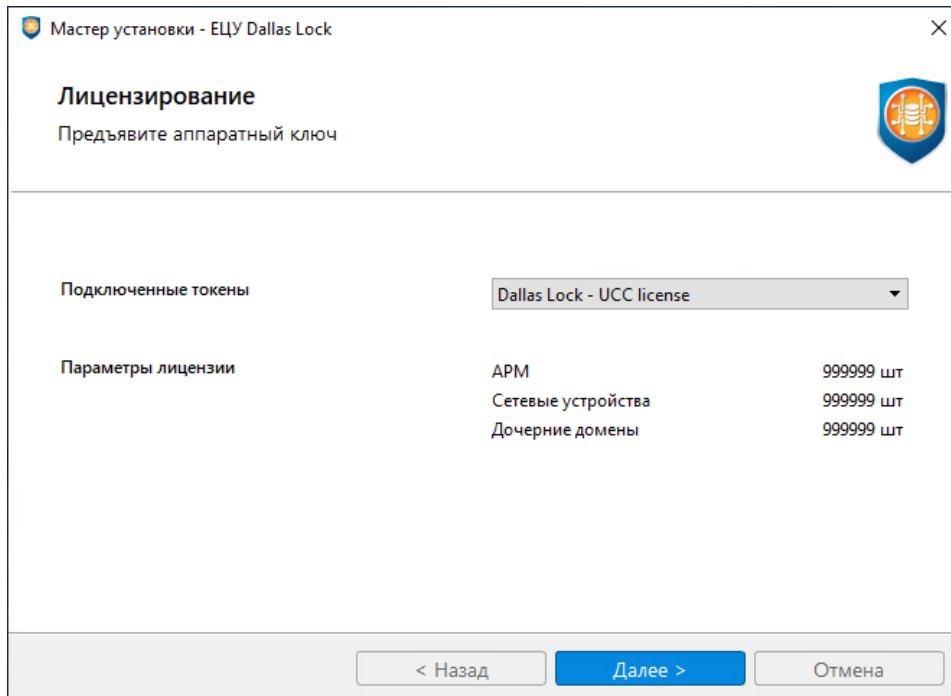 Мастер установки - ЕЦУ Dallas Lock
Лицензирование
Предъявите аппаратный ключ
Подключенные токены
Dallas Lock - UCC license
Параметры лицензии
АРМ 999999 шт
Сетевые устройства 999999 шт
Дочерние домены 999999 шт
< Назад
Далее >
Отмена